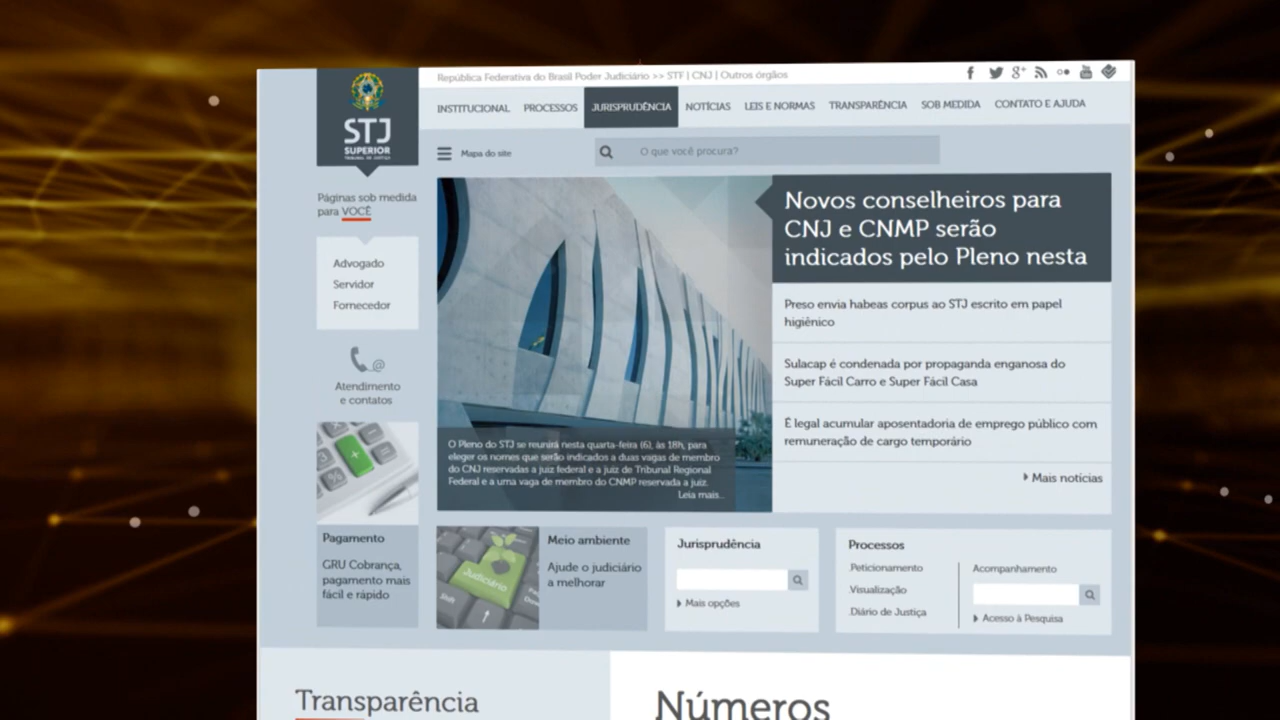 República Federativa do Brasil Poder Judiciário >> STF | CNJ | Outros órgãos
STJ
SUPERIOR
TRIBUNAL DE JUSTIÇA
INSTITUCIONAL PROCESSOS JURISPRUDÊNCIA NOTÍCIAS LEIS E NORMAS TRANSPARÊNCIA SOB MEDIDA CONTATO E AJUDA
Mapa do site
O que você procura?
Páginas sob medida
para VOCÊ
Advogado
Servidor
Fornecedor
Atendimento
e contatos
Novos conselheiros para
CNJ e CNMP serão
indicados pelo Pleno nesta
Preso envia habeas corpus ao STJ escrito em papel
higiênico
Sulacap é condenada por propaganda enganosa do
Super Fácil Carro e Super Fácil Casa
É legal acumular aposentadoria de emprego público com
remuneração de cargo temporário
Mais notícias
O Pleno do STJ se reunirá nesta quarta-feira (6), às 18h, para
eleger os nomes que serão indicados a duas vagas de membro
do CNJ reservadas a juiz federal e a juiz de Tribunal Regional
Federal e a uma vaga de membro do CNMP reservada a juiz.
Leia mais...
Pagamento
GRU Cobrança,
pagamento mais
fácil e rápido
Judiciário
Shift
Meio ambiente
Ajude o judiciário
a melhorar
Jurisprudência
Mais opções
Processos
.Peticionamento
.Visualização
.Diário de Justiça
Acompanhamento
Acesso à Pesquisa
Transparência
Números